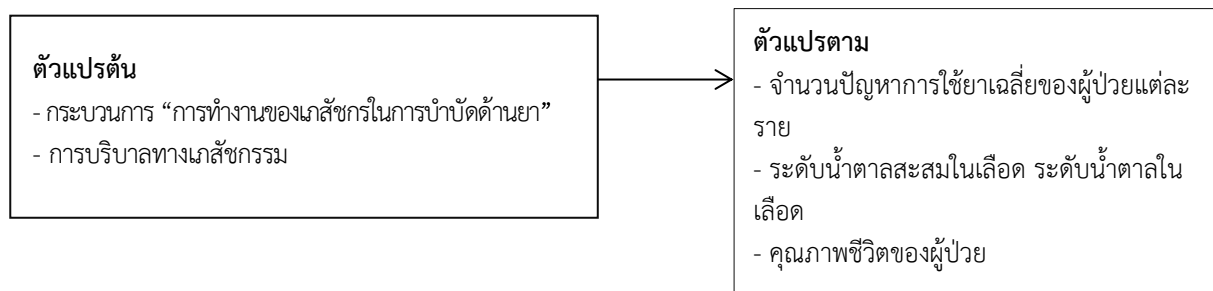 ตัวแปรต้น
- กระบวนการ “การทำงานของเภสัชกรในการบำบัดด้านยา”
- การบริบาลทางเภสัชกรรม
ตัวแปรตาม
- จำนวนปัญหาการใช้ยาเฉลี่ยของผู้ป่วยแต่ละ
ราย
- ระดับน้ำตาลสะสมในเลือด ระดับน้ำตาลใน
เลือด
- คุณภาพชีวิตของผู้ป่วย